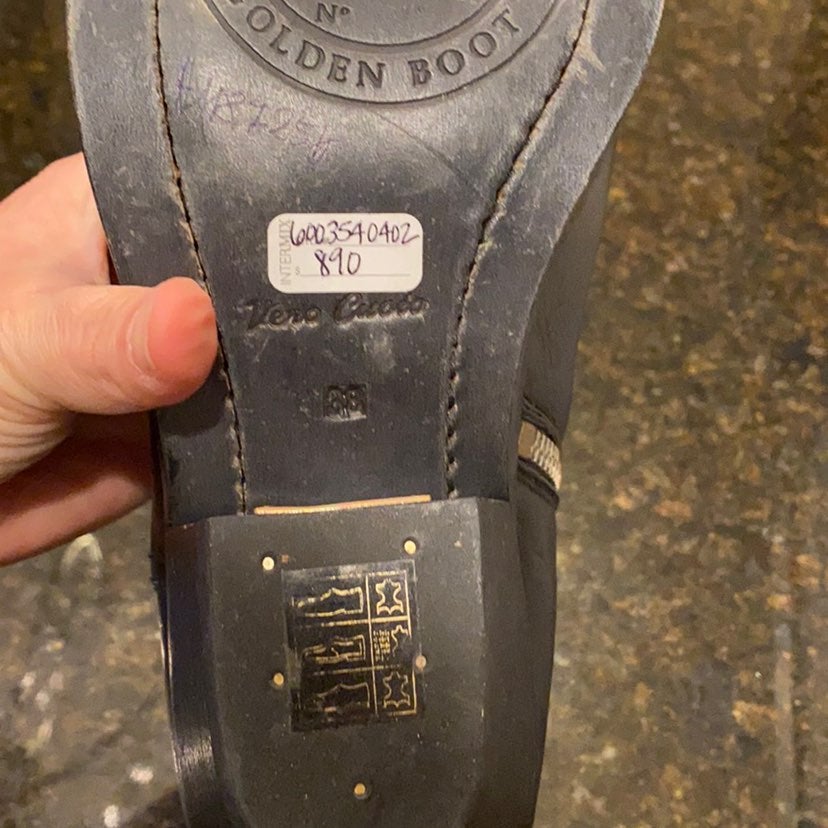 Nº
GOLDEN BOOT
INTERMIX
6003540402
$ 890
Vero Cuoio
38